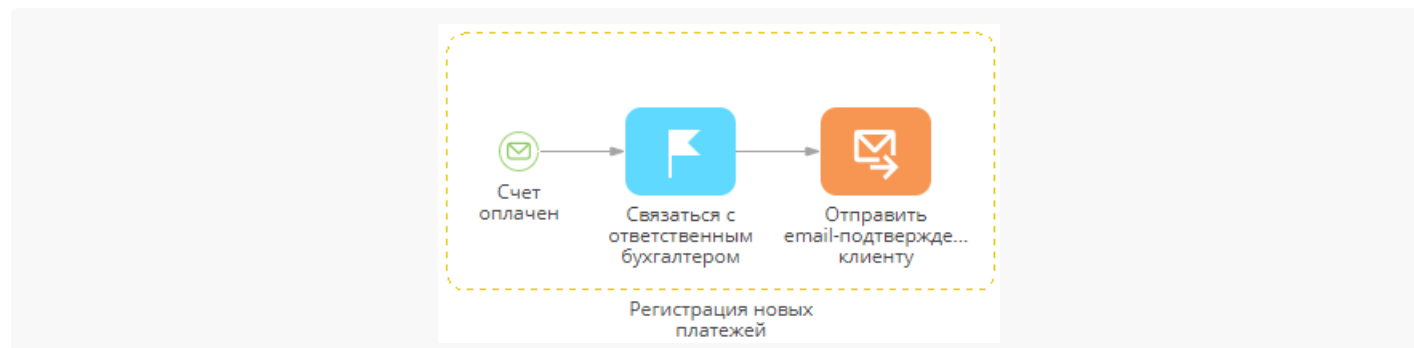 Счет
оплачен
Связаться с
ответственным
бухгалтером
Отправить
email-подтвержде...
клиенту
Регистрация новых
платежей